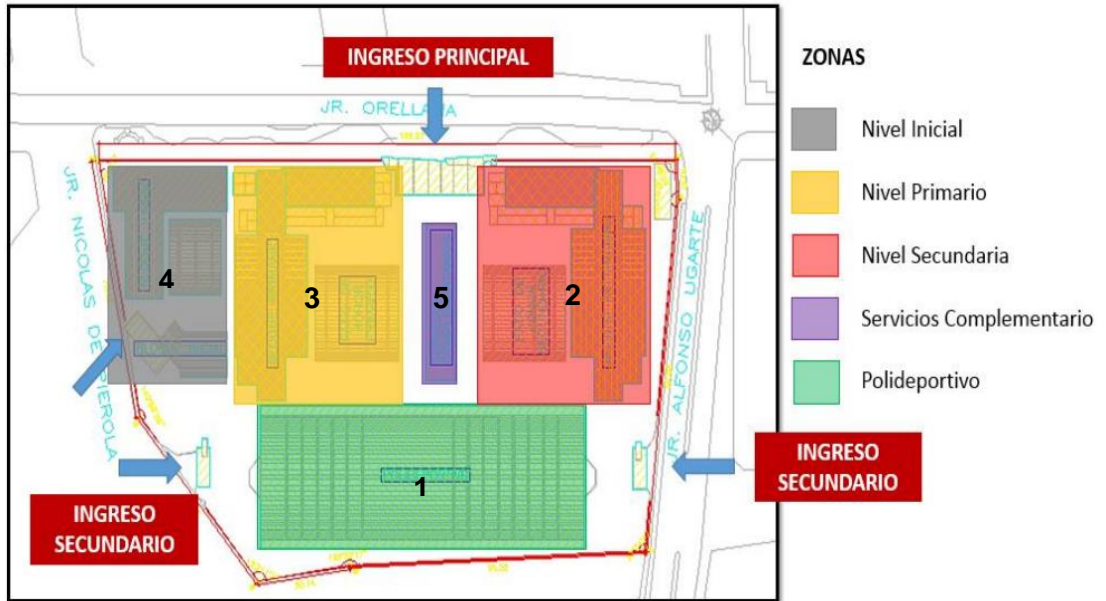 INGRESO PRINCIPAL
JR. ORELLANA
JR. NICOLAS DE PIEROLA
JR. ALFONSO UGARTE
4
3
5
2
1
INGRESO
SECUNDARIO
INGRESO
SECUNDARIO
ZONAS
Nivel Inicial
Nivel Primario
Nivel Secundaria
Servicios Complementario
Polideportivo